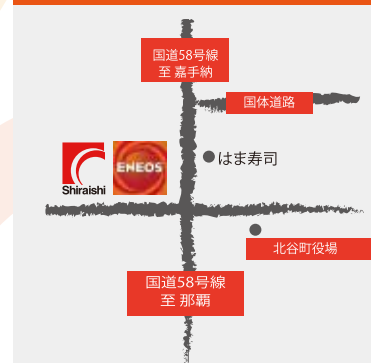 国道58号線
至 嘉手納
国体道路
はま寿司
ENEOS
Shiraishi
北谷町役場
国道58号線
至 那覇